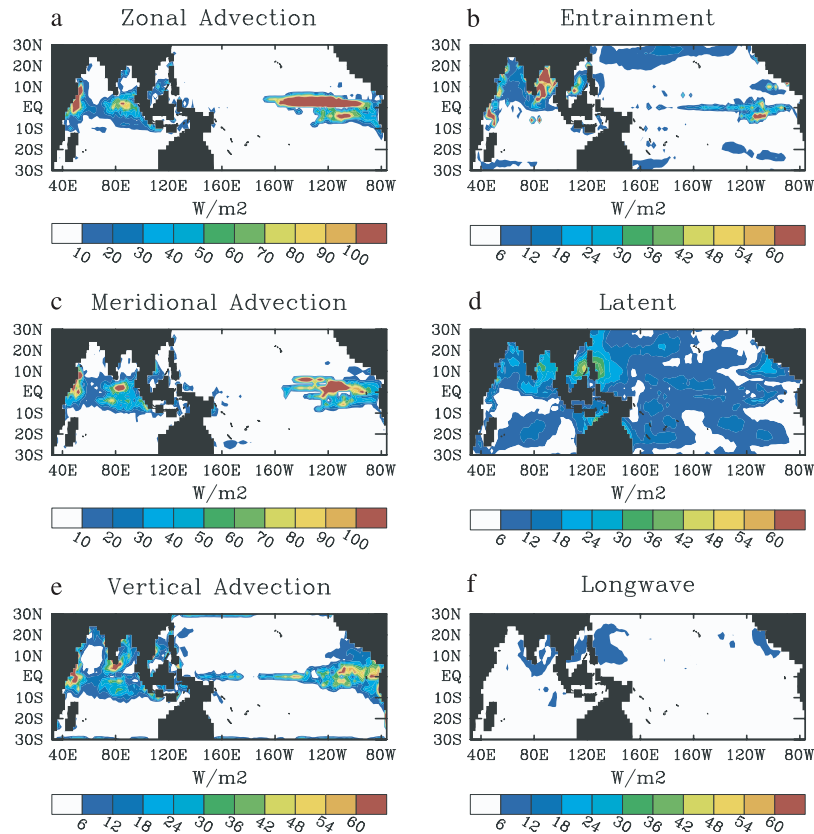 a Zonal Advection
30N
20N
10N
EQ
10S
20S
30S
40E 80E 120E 160E 160W 120W 80W
W/m2
10 20 30 40 50 60 70 80 90 100
b Entrainment
30N
20N
10N
EQ
10S
20S
30S
40E 80E 120E 160E 160W 120W 80W
W/m2
6 12 18 24 30 36 42 48 54 60
c Meridional Advection
30N
20N
10N
EQ
10S
20S
30S
40E 80E 120E 160E 160W 120W 80W
W/m2
10 20 30 40 50 60 70 80 90 100
d Latent
30N
20N
10N
EQ
10S
20S
30S
40E 80E 120E 160E 160W 120W 80W
W/m2
6 12 18 24 30 36 42 48 54 60
e Vertical Advection
30N
20N
10N
EQ
10S
20S
30S
40E 80E 120E 160E 160W 120W 80W
W/m2
6 12 18 24 30 36 42 48 54 60
f Longwave
30N
20N
10N
EQ
10S
20S
30S
40E 80E 120E 160E 160W 120W 80W
W/m2
6 12 18 24 30 36 42 48 54 60